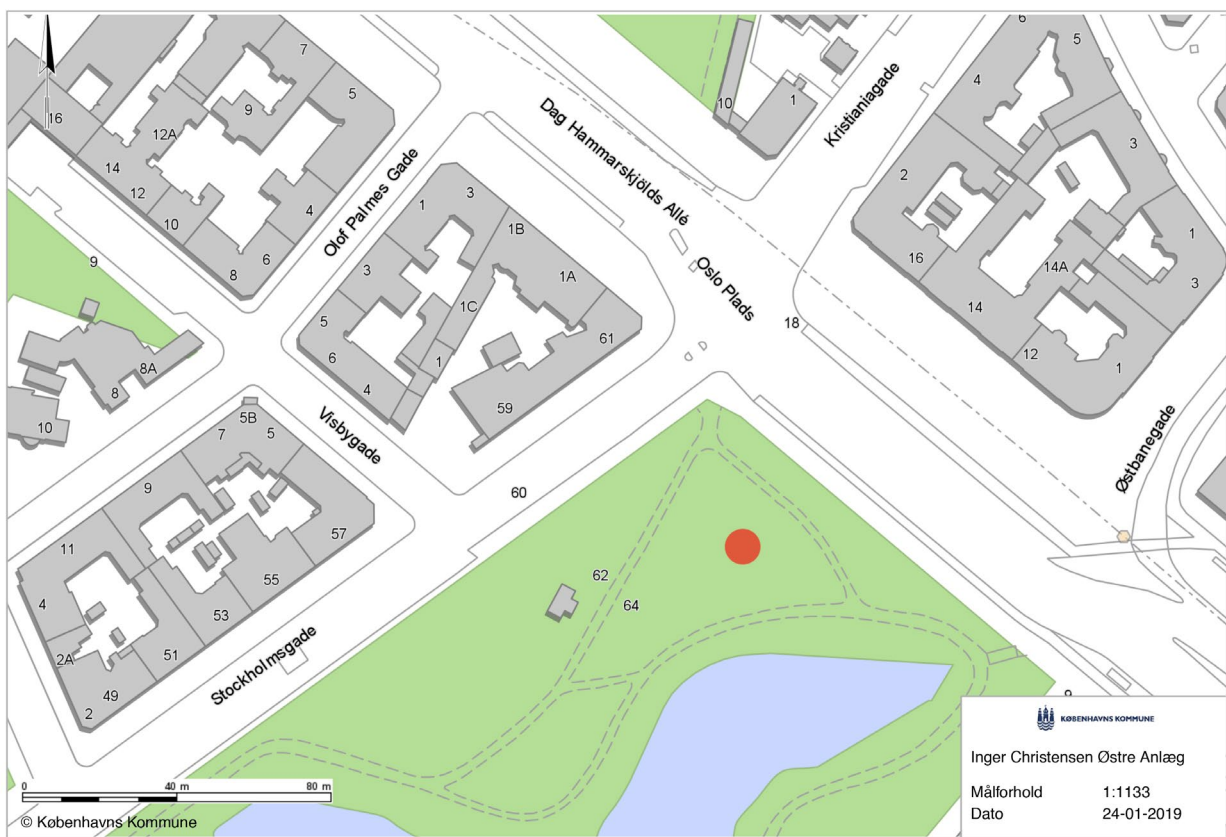 6
5
7
5
4
10
1
Kristianiagade
9
Dag Hammarskjölds Allé
16
12A
3
14
2
12
Olof Palmes Gade
1
3
10
4
1B
1
3
6
8
9
Oslo Plads
16
14A
3
1A
14
5
1C
18
61
6
1
12
1
8A
4
8
59
10
5B
7
5
Visbygade
Østbanegade
9
60
57
11
55
62
4
53
64
2A
51
Stockholmsgade
49
2
KØBENHAVNS KOMMUNE
Inger Christensen Østre Anlæg
Målforhold 1:1133
Dato 24-01-2019
0 40 m 80 m
© Københavns Kommune